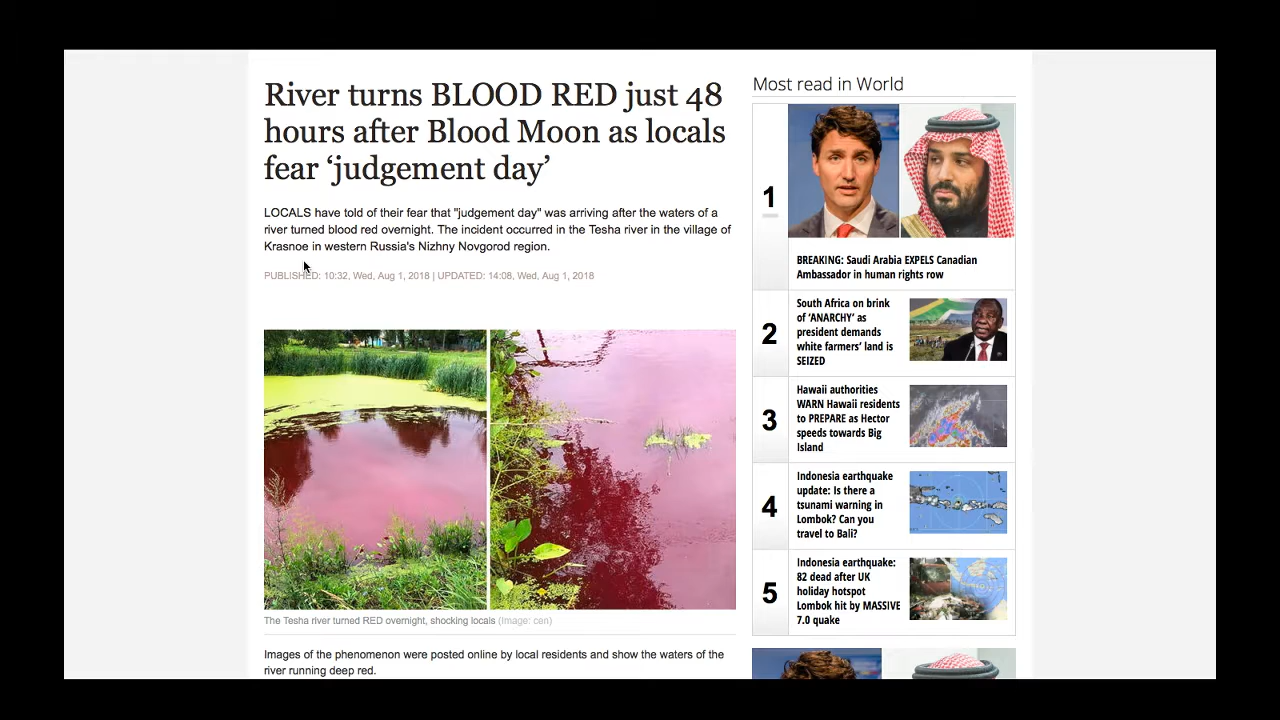 River turns BLOOD RED just 48
hours after Blood Moon as locals
fear ‘judgement day’
LOCALS have told of their fear that "judgement day" was arriving after the waters of a
river turned blood red overnight. The incident occurred in the Tesha river in the village of
Krasnoe in western Russia's Nizhny Novgorod region.
PUBLISHED: 10:32, Wed, Aug 1, 2018 | UPDATED: 14:08, Wed, Aug 1, 2018
The Tesha river turned RED overnight, shocking locals (Image: cen)
Images of the phenomenon were posted online by local residents and show the waters of the
river running deep red.
Most read in World
1
BREAKING: Saudi Arabia EXPELS Canadian
Ambassador in human rights row
2
South Africa on brink
of ‘ANARCHY’ as
president demands
white farmers’ land is
SEIZED
3
Hawaii authorities
WARN Hawaii residents
to PREPARE as Hector
speeds towards Big
Island
4
Indonesia earthquake
update: Is there a
tsunami warning in
Lombok? Can you
travel to Bali?
5
Indonesia earthquake:
82 dead after UK
holiday hotspot
Lombok hit by MASSIVE
7.0 quake